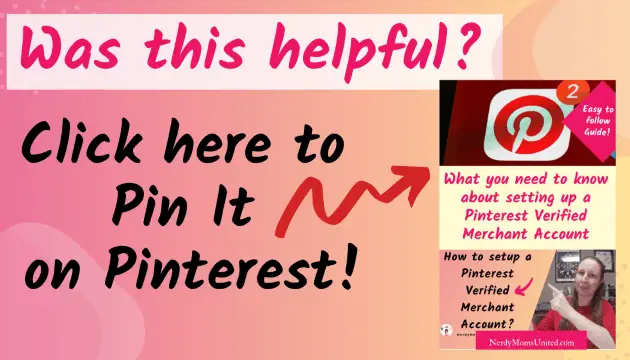 Was this helpful?
Click here to
Pin It
on Pinterest!
2
Easy to
follow
Guide!
What you need to know
about setting up a
Pinterest Verified
Merchant Account
How to setup a
Pinterest
Verified
Merchant
Account?
NerdyMomsUnited.com